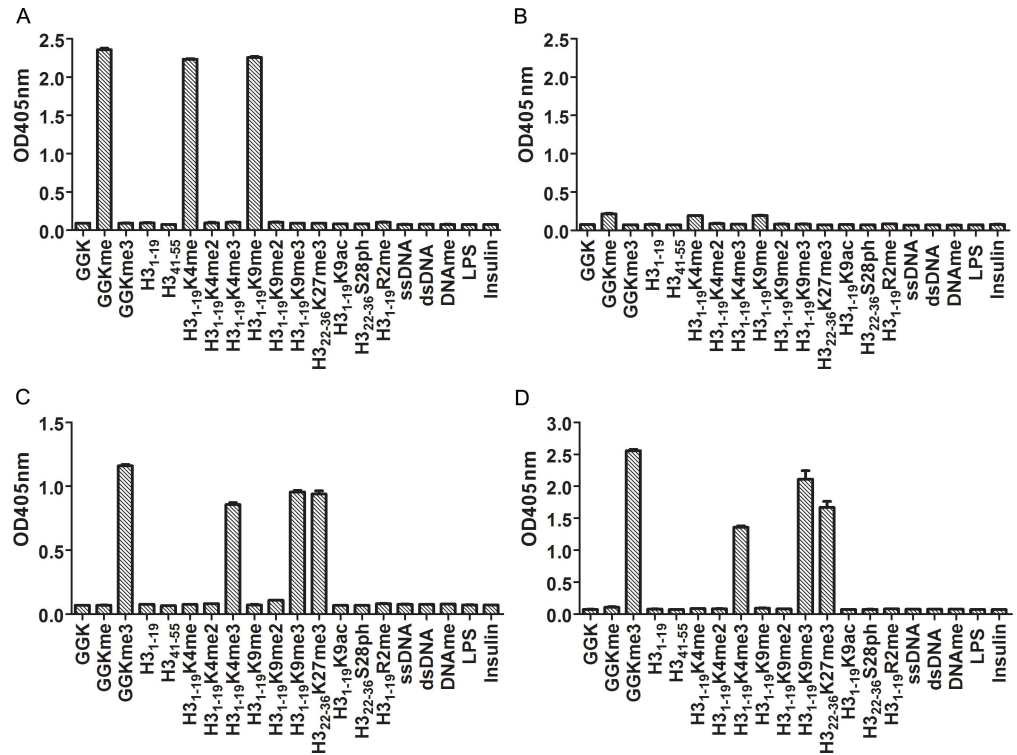 A
OD405nm
2.5
2.0
1.5
1.0
0.5
0.0
GGK
GGKme
GGKme3
H31-19
H341-55
H31-19K4me
H31-19K4me2
H31-19K4me3
H31-19K9me
H31-19K9me2
H31-19K9me3
H322-36K27me3
H31-19K9ac
H322-36S28ph
H31-19R2me
ssDNA
dsDNA
DNAme
LPS
Insulin
B
OD405 nm
2.5
2.0
1.5
1.0
0.5
0.0
GGK
GGKme
GGKme3
H31-19
H341-55
H31-19K4me
H31-19K4me2
H31-19K4me3
H31-19K9me
H31-19K9me2
H31-19K9me3
H322-36K27me3
H31-19K9ac
H322-36S28ph
H31-19R2me
ssDNA
dsDNA
DNAme
LPS
Insulin
C
OD405nm
1.5
1.0
0.5
0.0
GGK
GGKme
GGKme3
H31-19
H341-55
H31-19K4me
H31-19K4me2
H31-19K4me3
H31-19K9me
H31-19K9me2
H31-19K9me3
H322-36K27me3
H31-19K9ac
H322-36S28ph
H31-19R2me
ssDNA
dsDNA
DNAme
LPS
Insulin
D
OD405nm
3.0
2.5
2.0
1.5
1.0
0.5
0.0
GGK
GGKme
GGKme3
H31-19
H341-55
H31-19K4me
H31-19K4me2
H31-19K4me3
H31-19K9me
H31-19K9me2
H31-19K9me3
H322-36K27me3
H31-19K9ac
H322-36S28ph
H31-19R2me
ssDNA
dsDNA
DNAme
LPS
Insulin